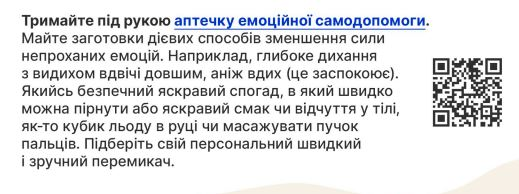 Тримайте під рукою аптечку емоційної самодопомоги.
Майте заготовки дієвих способів зменшення сили
непроханих емоцій. Наприклад, глибоке дихання
з видихом вдвічі довшим, аніж вдих (це заспокоює).
Якийсь безпечний яскравий спогад, в який швидко
можна пірнути або яскравий смак чи відчуття у тілі,
як-то кубик льоду в руці чи масажувати пучок
пальців. Підберіть свій персональний швидкий
і зручний перемикач.